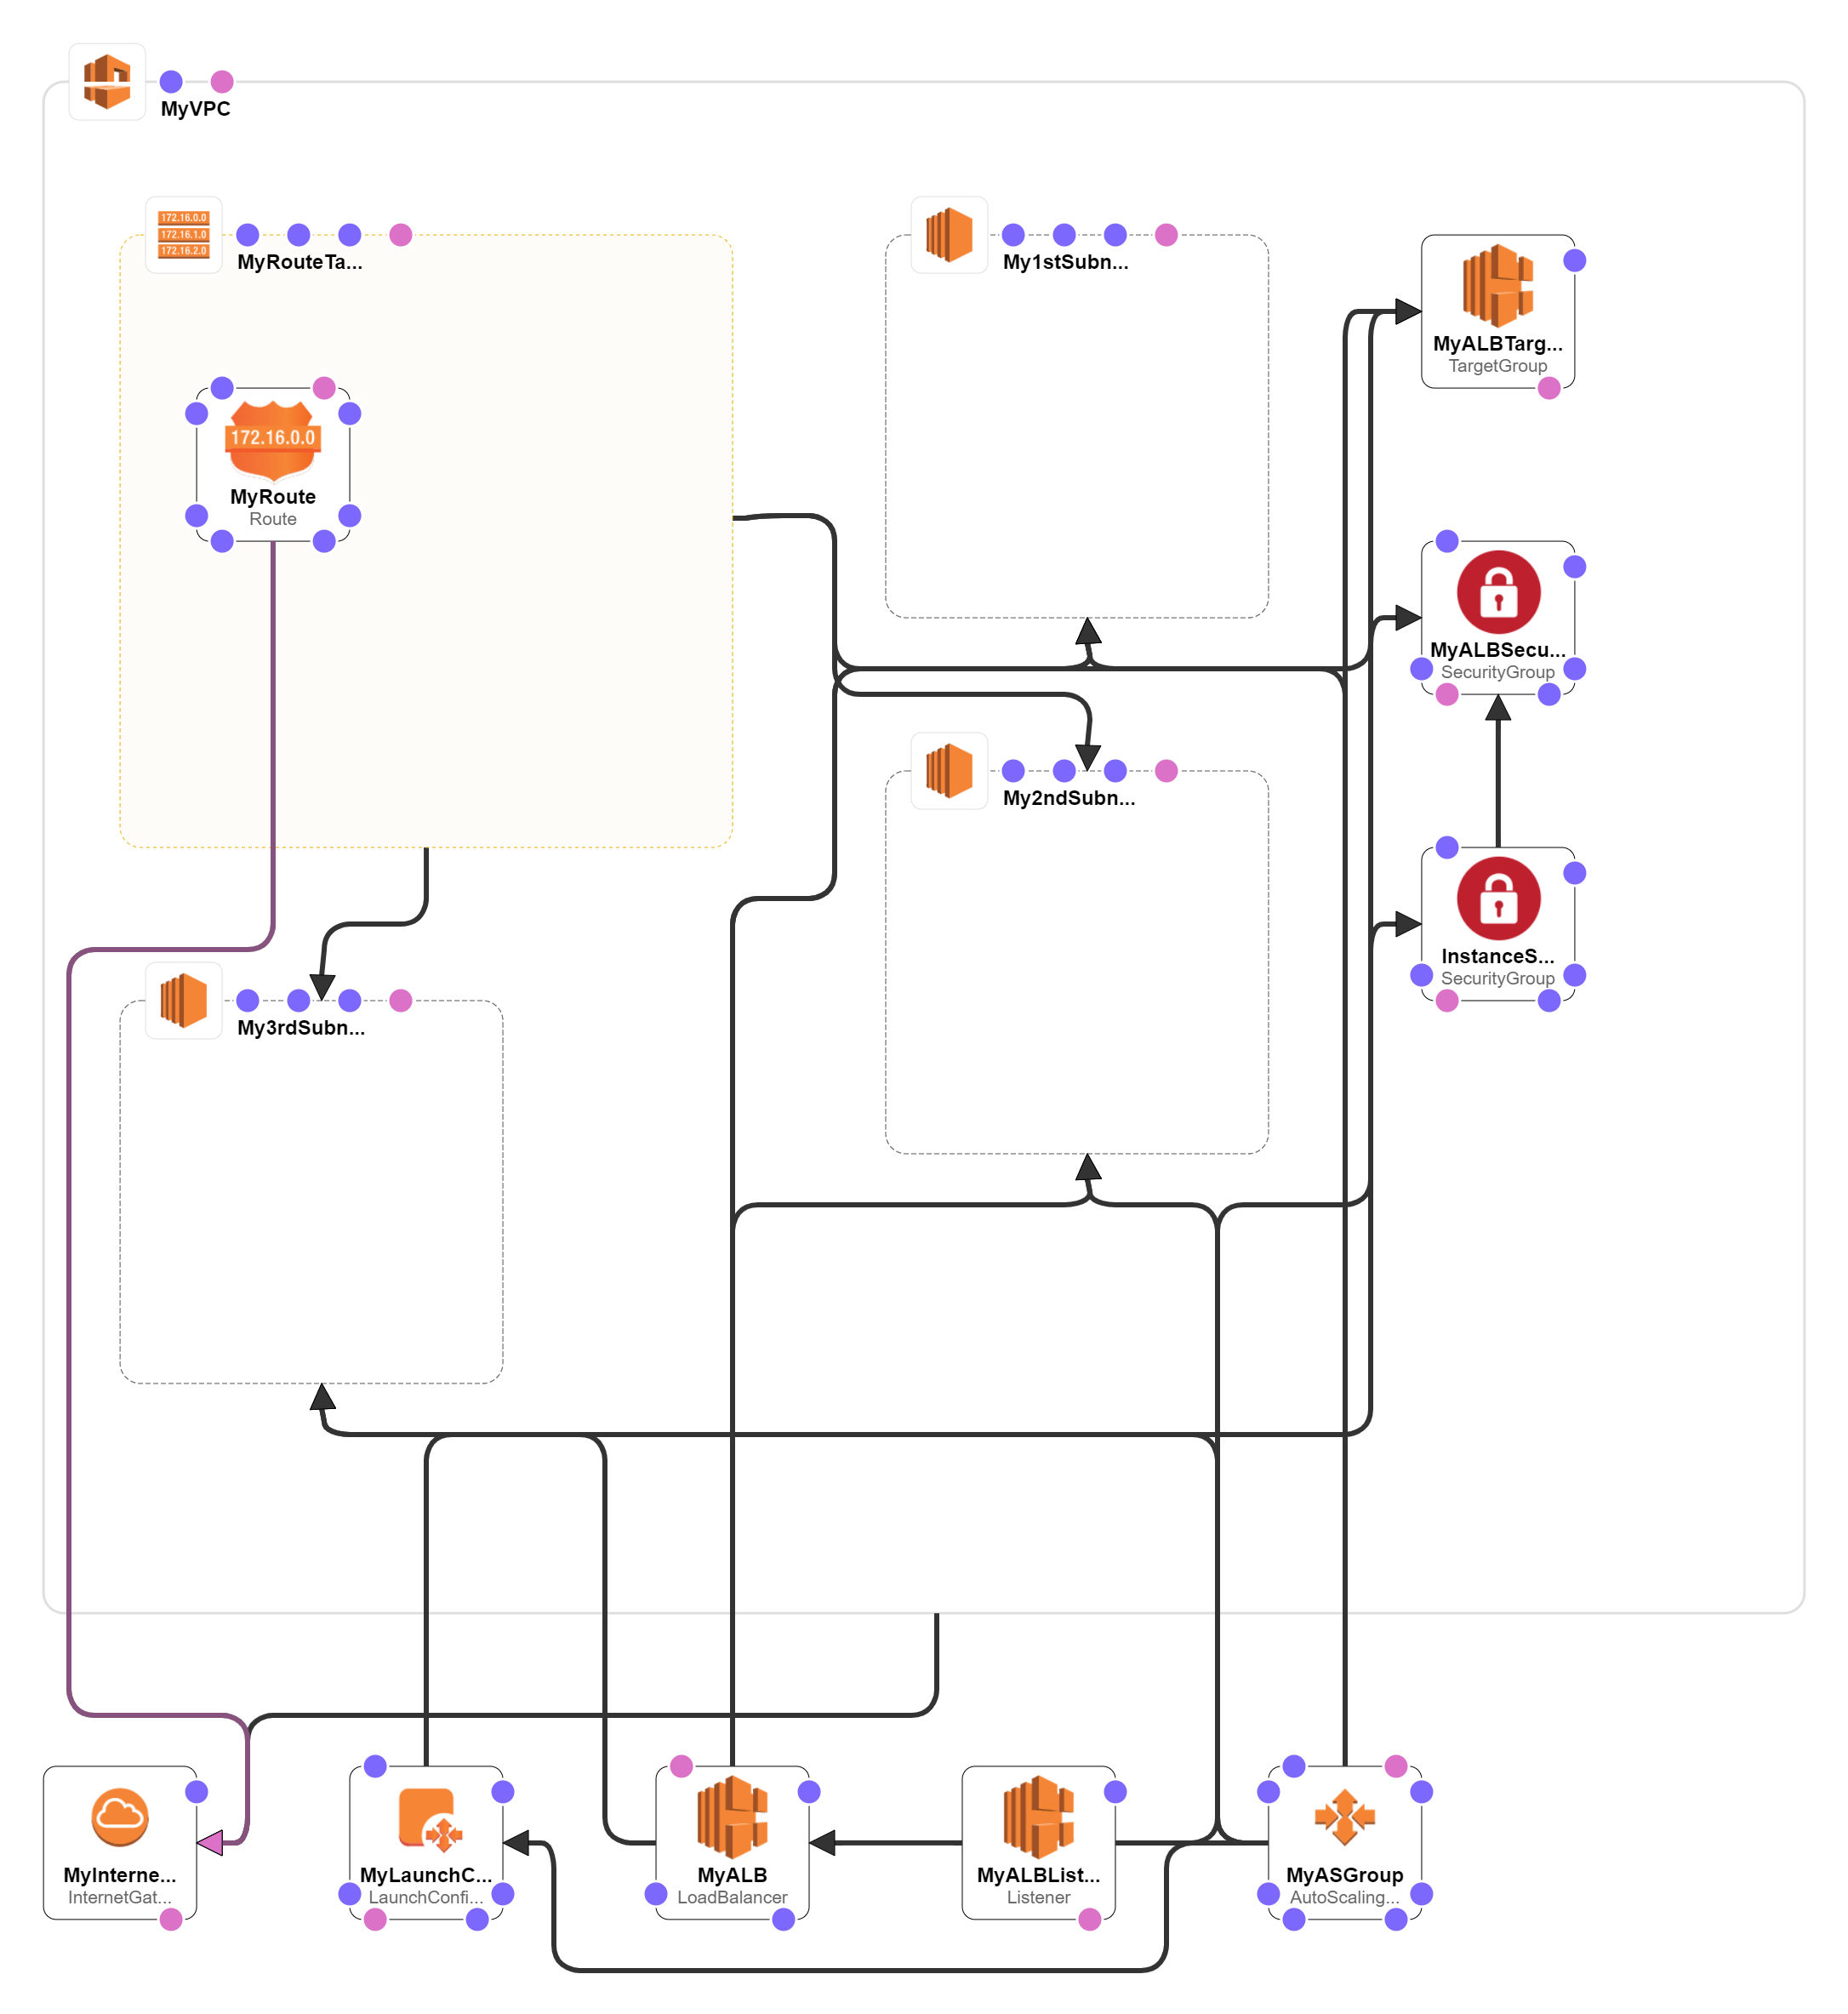 MyVPC
172.16.0.0
172.16.1.0
172.16.2.0
MyRouteTa...
My1stSubn...
MyALBTarg...
TargetGroup
172.16.0.0
MyRoute
Route
MyALBSecu...
SecurityGroup
My2ndSubn...
InstanceS...
SecurityGroup
My3rdSubn...
MyInterne...
InternetGat...
MyLaunchC...
LaunchConfi...
MyALB
LoadBalancer
MyALBList...
Listener
MyASGroup
AutoScaling...